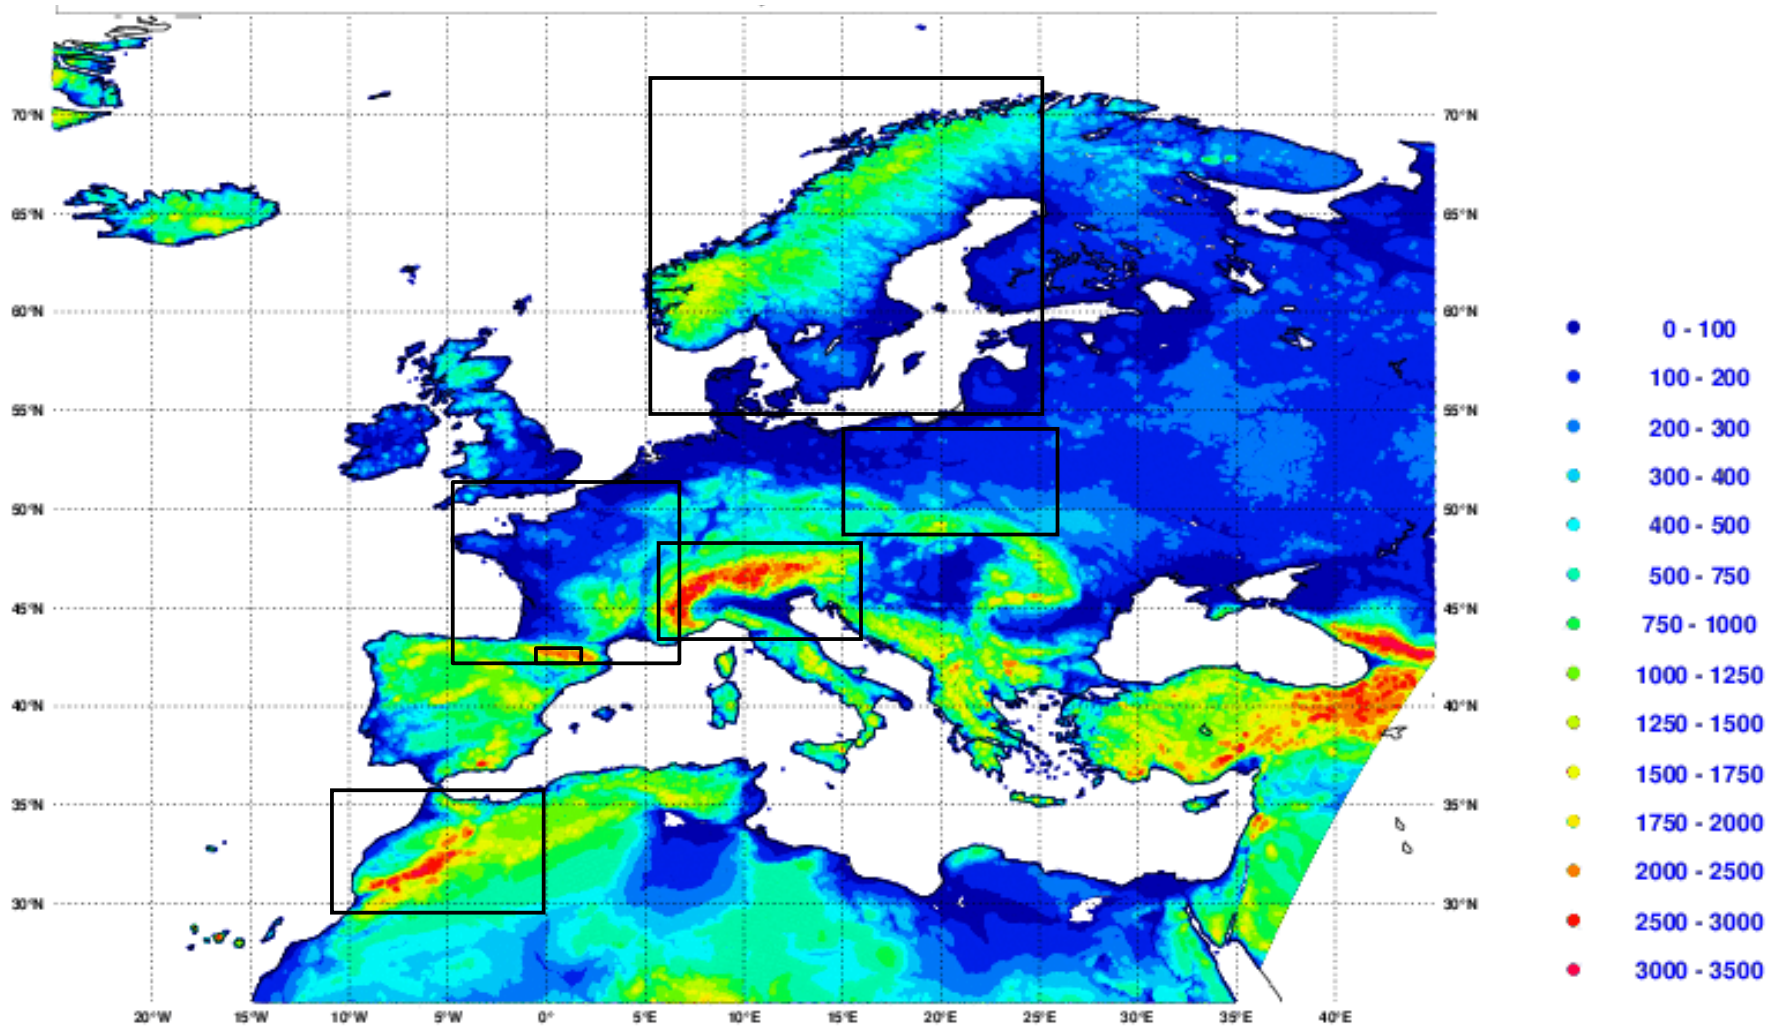 70°N
65°N
60°N
55°N
50°N
45°N
40°N
35°N
30°N
70°N
65°N
60°N
55°N
50°N
45°N
40°N
35°N
30°N
20°W
15°W
10°W
5°W
0°
5°E
10°E
15°E
20°E
25°E
30°E
35°E
40°E
0 - 100
100 - 200
200 - 300
300 - 400
400 - 500
500 - 750
750 - 1000
1000 - 1250
1250 - 1500
1500 - 1750
1750 - 2000
2000 - 2500
2500 - 3000
3000 - 3500